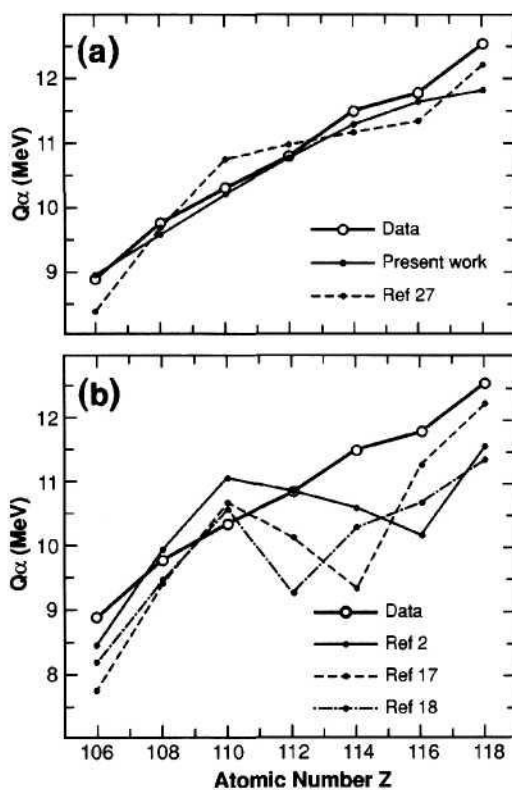 (a)
12
11
10
9
Qα (MeV)
Data
Present work
Ref 27
(b)
12
11
10
9
8
Qα (MeV)
Data
Ref 2
Ref 17
Ref 18
106 108 110 112 114 116 118
Atomic Number Z